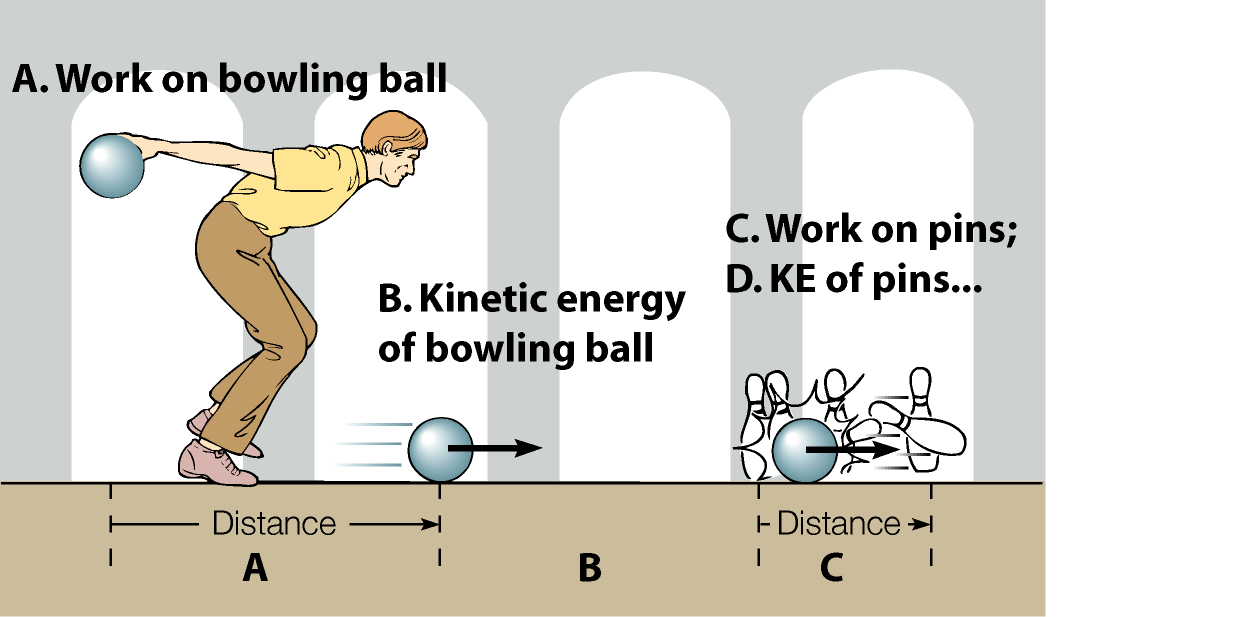 A. Work on bowling ball
C. Work on pins;
D. KE of pins...
B. Kinetic energy
of bowling ball
Distance
Distance
A
B
C